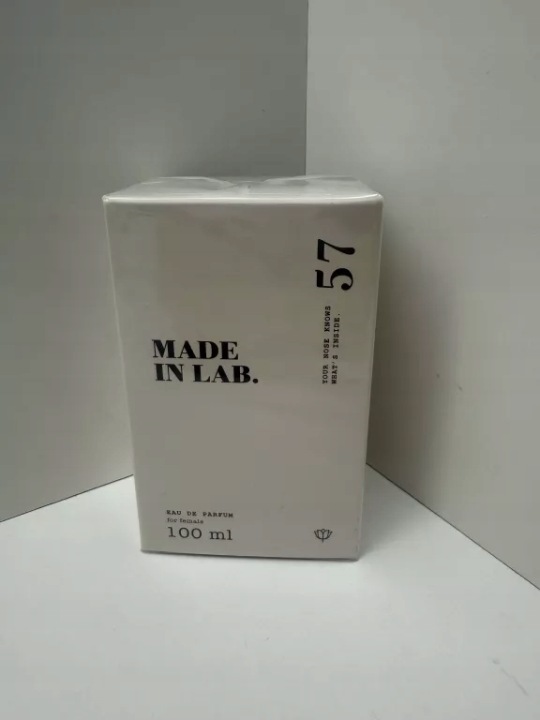 57
YOUR NOSE KNOWS
WHAT'S INSIDE.
MADE
IN LAB.
EAU DE PARFUM
for female
100 ml